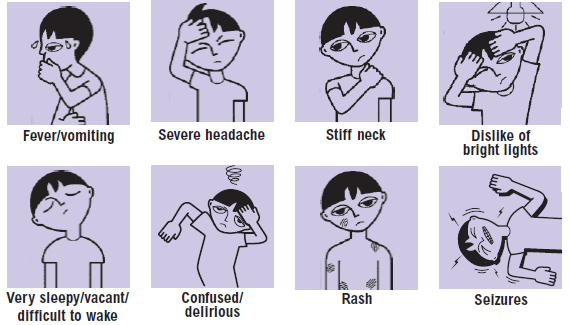 Fever/vomiting
Severe headache
Stiff neck
Dislike of
bright lights
Very sleepy/vacant/
difficult to wake
Confused/
delirious
Rash
Seizures